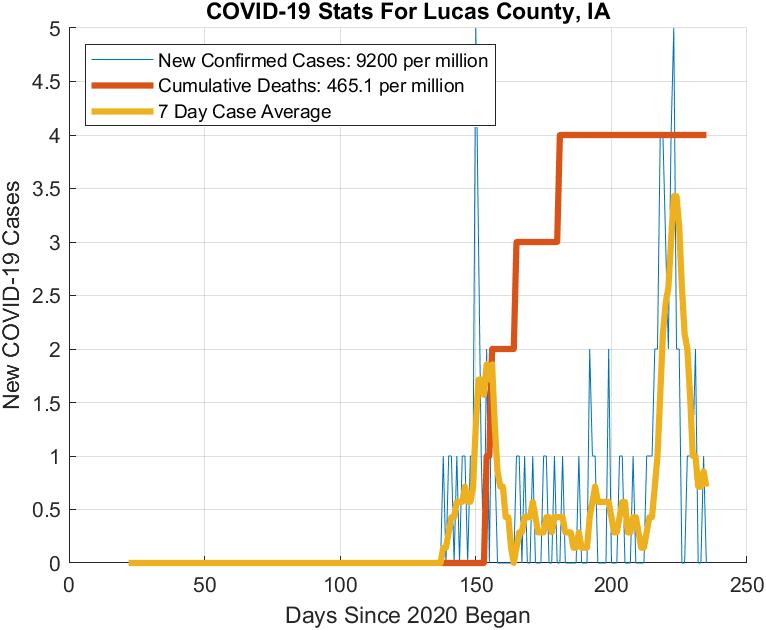 COVID-19 Stats For Lucas County, IA
New Confirmed Cases: 9200 per million
Cumulative Deaths: 465.1 per million
7 Day Case Average
New COVID-19 Cases
5
4.5
4
3.5
3
2.5
2
1.5
1
0.5
0
0 50 100 150 200 250
Days Since 2020 Began